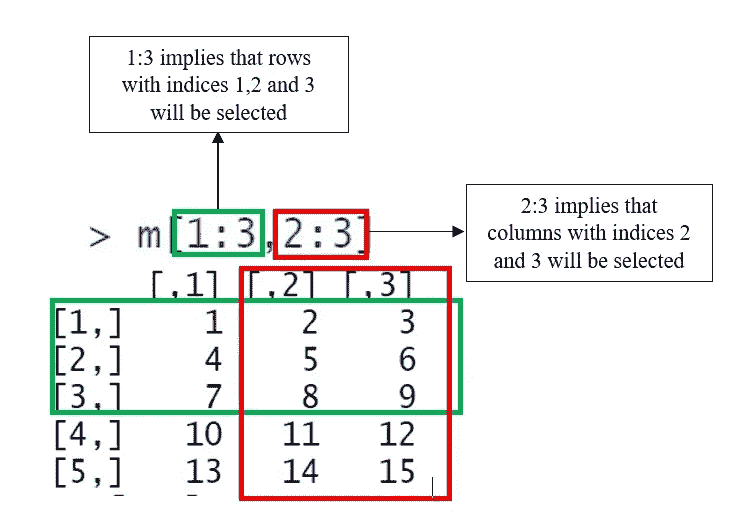 1:3 implies that rows
with indices 1,2 and 3
will be selected
2:3 implies that
columns with indices 2
and 3 will be selected
> m[1:3,2:3]
[,1] [,2] [,3]
[1,] 1 2 3
[2,] 4 5 6
[3,] 7 8 9
[4,] 10 11 12
[5,] 13 14 15